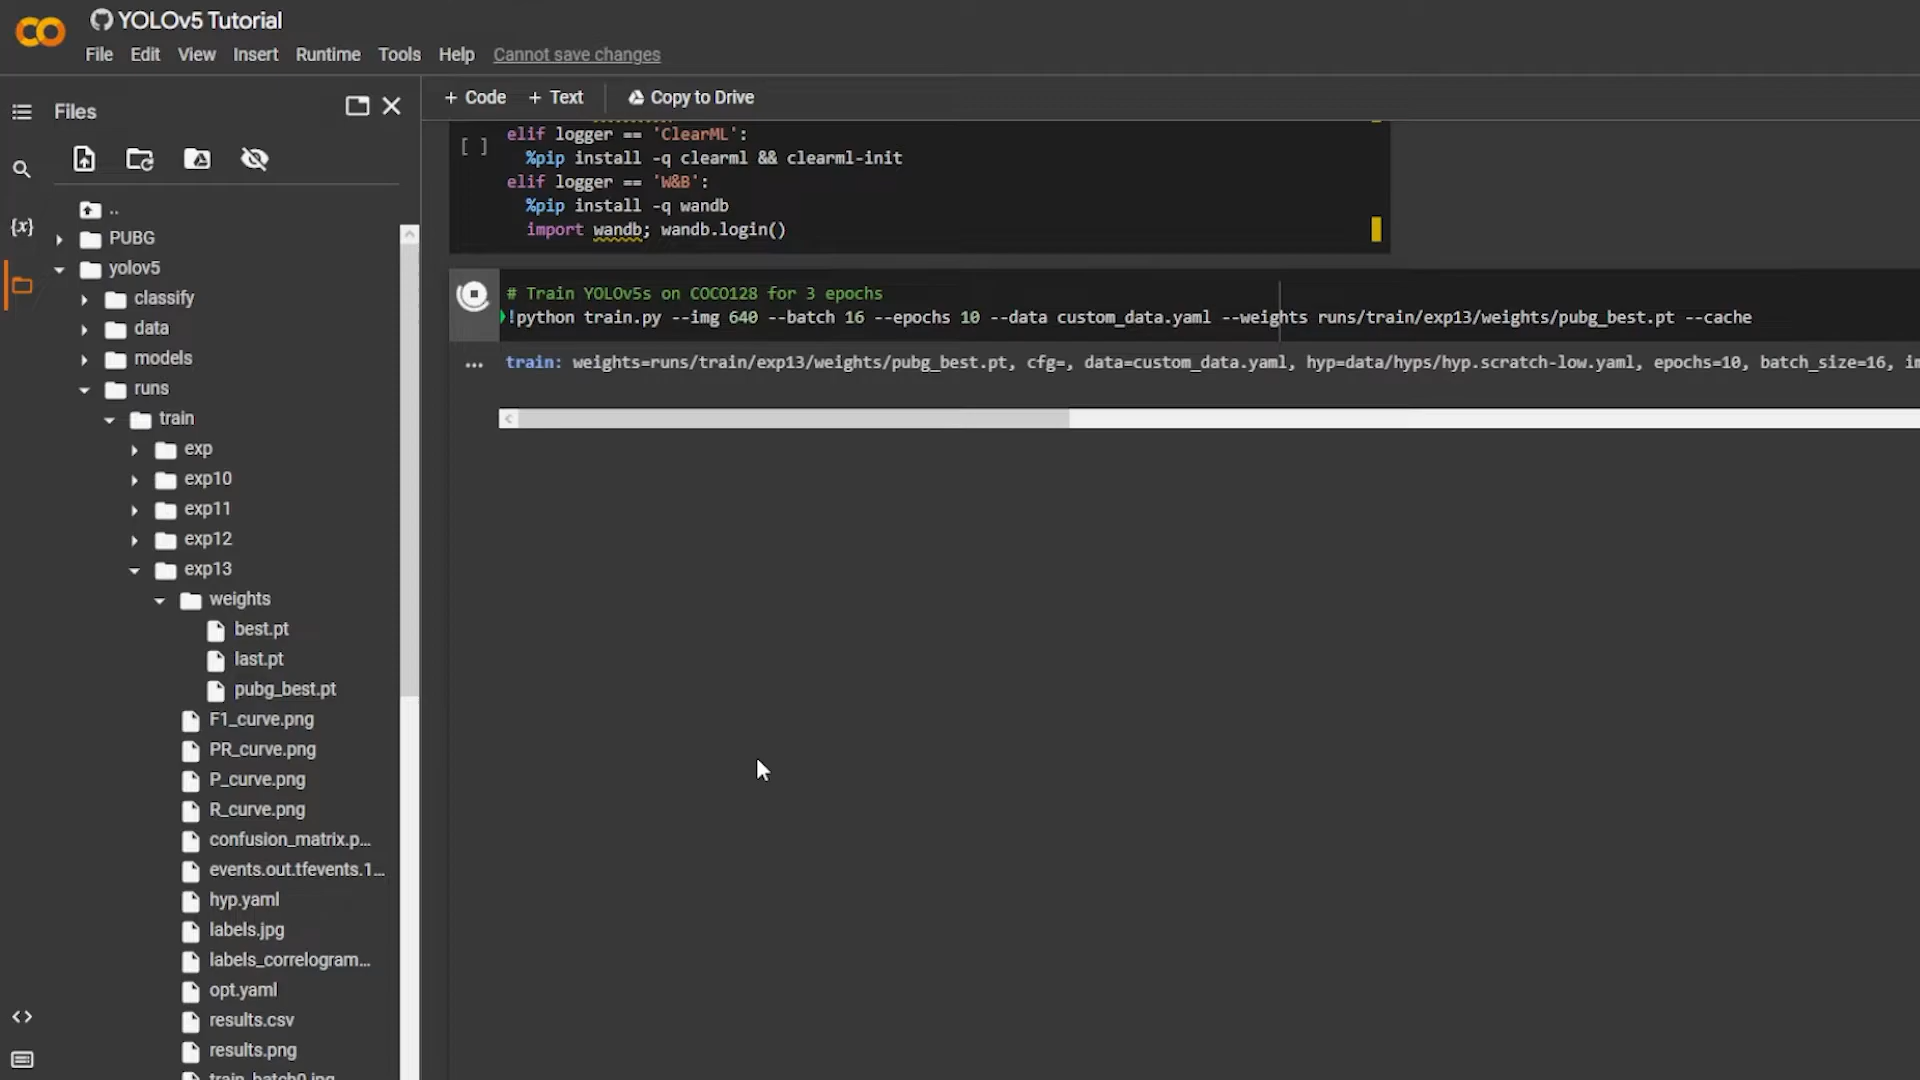 YOLOv5 Tutorial
File Edit View Insert Runtime Tools Help Cannot save changes
Files
+ Code + Text Copy to Drive
..
PUBG
yolov5
classify
data
models
runs
train
exp
exp10
exp11
exp12
exp13
weights
best.pt
last.pt
pubg_best.pt
F1_curve.png
PR_curve.png
P_curve.png
R_curve.png
confusion_matrix.p...
events.out.tfevents.1...
hyp.yaml
labels.jpg
labels_correlogram...
opt.yaml
results.csv
results.png
train_batch0.jpg
{x}
<>
[ ]
elif logger == 'ClearML':
%pip install -q clearml && clearml-init
elif logger == 'W&B':
%pip install -q wandb
import wandb; wandb.login()
# Train YOLOv5s on COCO128 for 3 epochs
!python train.py --img 640 --batch 16 --epochs 10 --data custom_data.yaml --weights runs/train/exp13/weights/pubg_best.pt --cache
... train: weights=runs/train/exp13/weights/pubg_best.pt, cfg=, data=custom_data.yaml, hyp=data/hyps/hyp.scratch-low.yaml, epochs=10, batch_size=16,